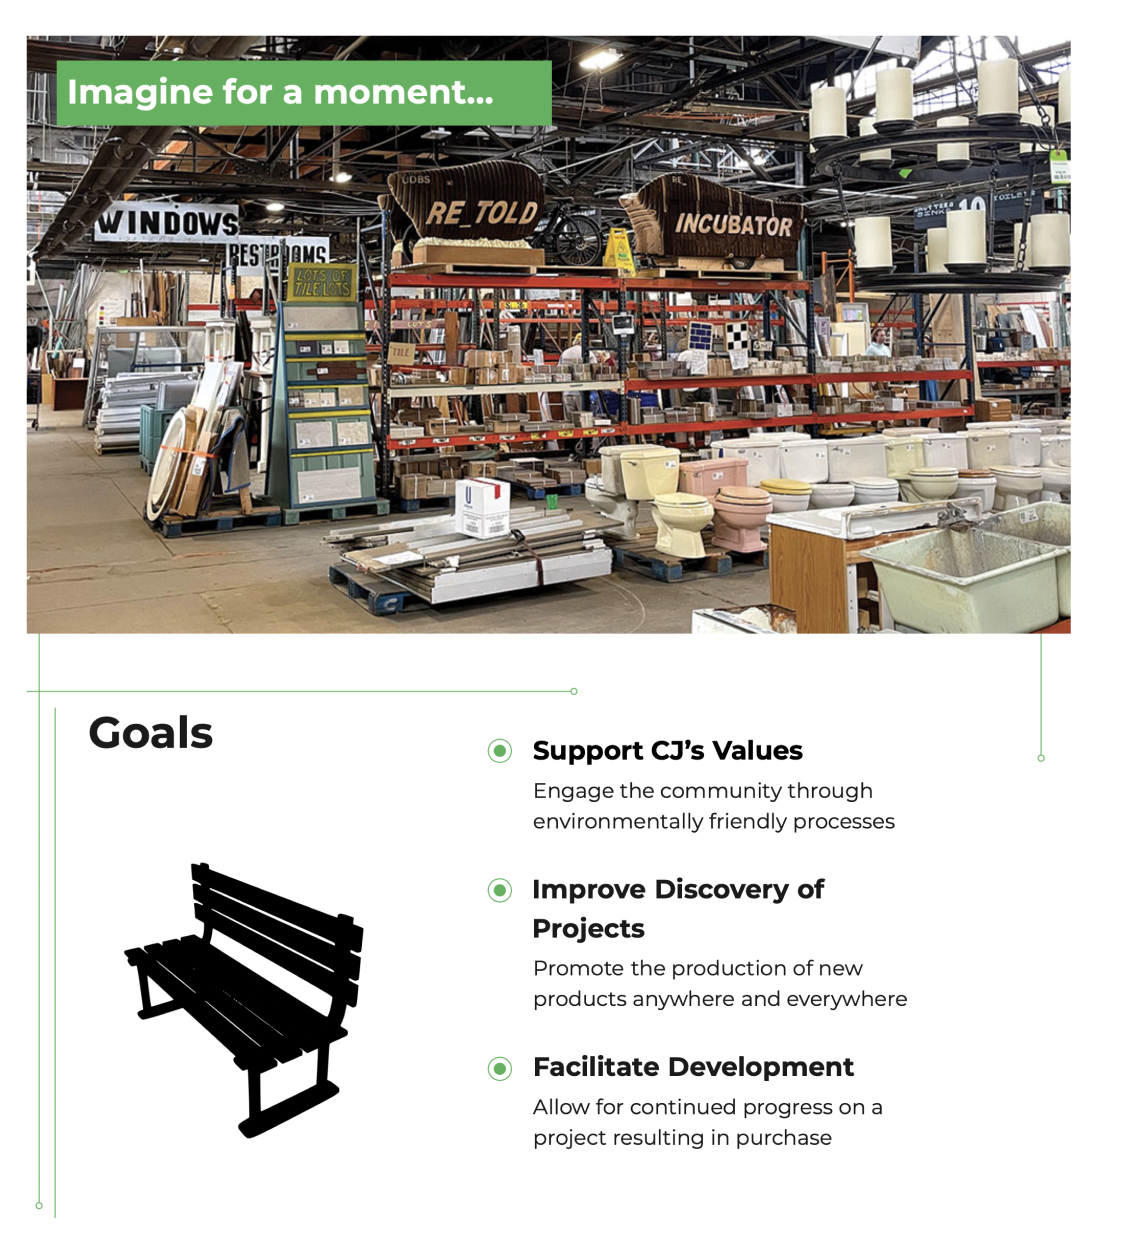 Imagine for a moment...
UDBS
RE_
RE_TOLD
INCUBATOR
WINDOWS
RESTROOMS
LOTS OF
TILE LOTS
TILE
Goals
Support CJ’s Values
Engage the community through
environmentally friendly processes
Improve Discovery of
Projects
Promote the production of new
products anywhere and everywhere
Facilitate Development
Allow for continued progress on a
project resulting in purchase